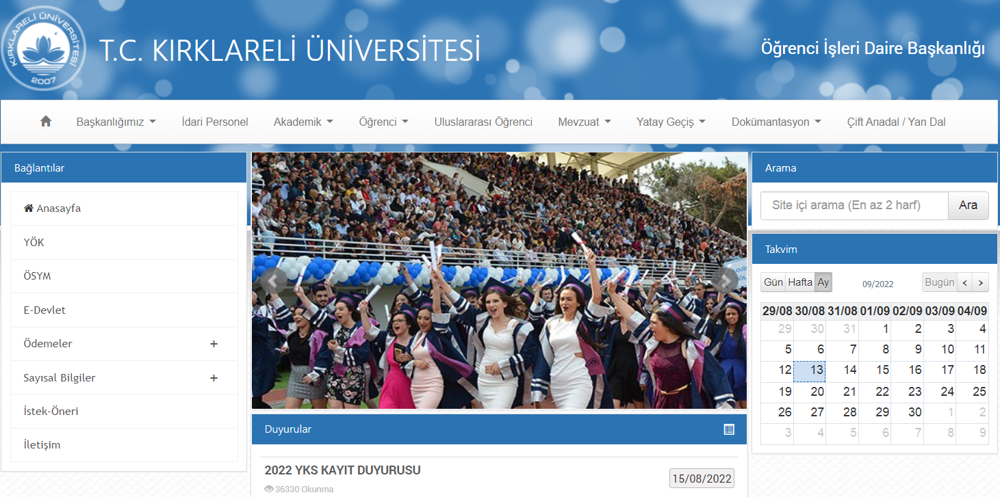 KIRKLARELİ ÜNİVERSİTESİ
2007
T.C. KIRKLARELİ ÜNİVERSİTESİ
Öğrenci İşleri Daire Başkanlığı
Başkanlığımız İdari Personel Akademik Öğrenci Uluslararası Öğrenci Mevzuat Yatay Geçiş Dokümantasyon Çift Anadal / Yan Dal
Bağlantılar
Anasayfa
YÖK
ÖSYM
E-Devlet
Ödemeler +
Sayısal Bilgiler +
İstek-Öneri
İletişim
Duyurular
2022 YKS KAYIT DUYURUSU
15/08/2022
36330 Okunma
Arama
Site içi arama (En az 2 harf) Ara
Takvim
Gün Hafta Ay 09/2022 Bugün < >
29/08 30/08 31/08 01/09 02/09 03/09 04/09
29 30 31 1 2 3 4
5 6 7 8 9 10 11
12 13 14 15 16 17 18
19 20 21 22 23 24 25
26 27 28 29 30 1 2
3 4 5 6 7 8 9